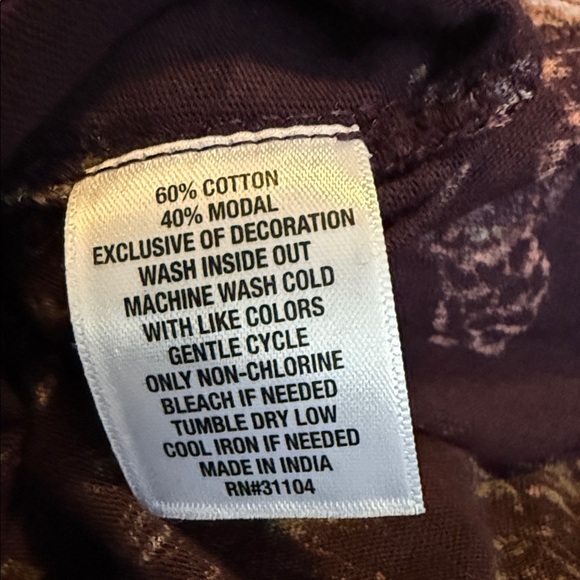 60% COTTON
40% MODAL
EXCLUSIVE OF DECORATION
WASH INSIDE OUT
MACHINE WASH COLD
WITH LIKE COLORS
GENTLE CYCLE
ONLY NON-CHLORINE
BLEACH IF NEEDED
TUMBLE DRY LOW
COOL IRON IF NEEDED
MADE IN INDIA
RN#31104